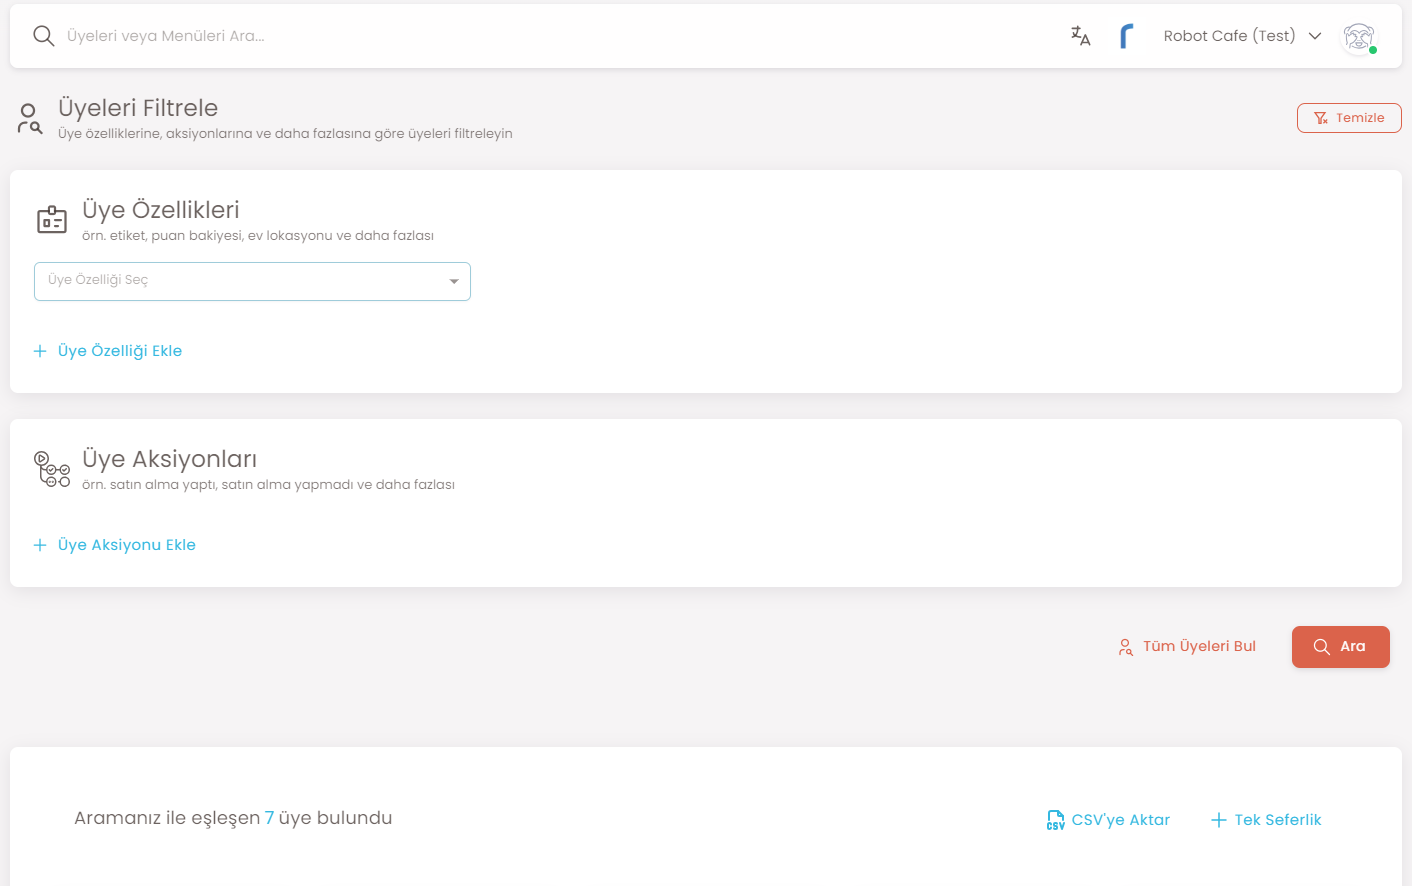 Üyeleri veya Menüleri Ara...
Robot Cafe (Test)
Üyeleri Filtrele
Üye özelliklerine, aksiyonlarına ve daha fazlasına göre üyeleri filtreleyin
Temizle
Üye Özellikleri
örn. etiket, puan bakiyesi, ev lokasyonu ve daha fazlası
Üye Özelliği Seç
Üye Özelliği Ekle
Üye Aksiyonları
örn. satın alma yaptı, satın alma yapmadı ve daha fazlası
Üye Aksiyonu Ekle
Tüm Üyeleri Bul
Ara
Aramanız ile eşleşen 7 üye bulundu
CSV
CSV'ye Aktar
Tek Seferlik